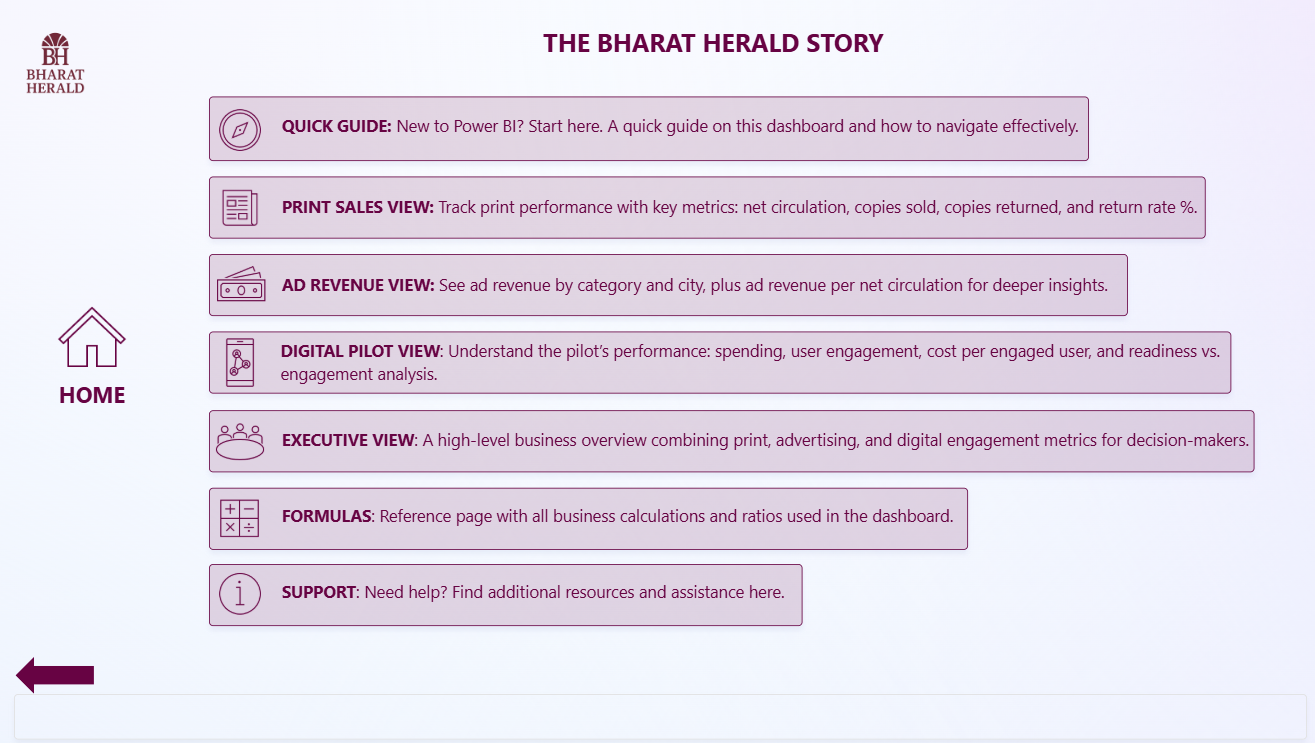 THE BHARAT HERALD STORY
BH
BHARAT
HERALD
QUICK GUIDE: New to Power BI? Start here. A quick guide on this dashboard and how to navigate effectively.
PRINT SALES VIEW: Track print performance with key metrics: net circulation, copies sold, copies returned, and return rate %.
AD REVENUE VIEW: See ad revenue by category and city, plus ad revenue per net circulation for deeper insights.
DIGITAL PILOT VIEW: Understand the pilot’s performance: spending, user engagement, cost per engaged user, and readiness vs.
engagement analysis.
HOME
EXECUTIVE VIEW: A high-level business overview combining print, advertising, and digital engagement metrics for decision-makers.
FORMULAS: Reference page with all business calculations and ratios used in the dashboard.
SUPPORT: Need help? Find additional resources and assistance here.